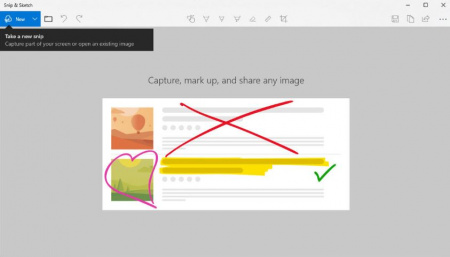 Snip & Sketch
New
Take a new snip
Capture part of your screen or open an existing image
Capture, mark up, and share any image